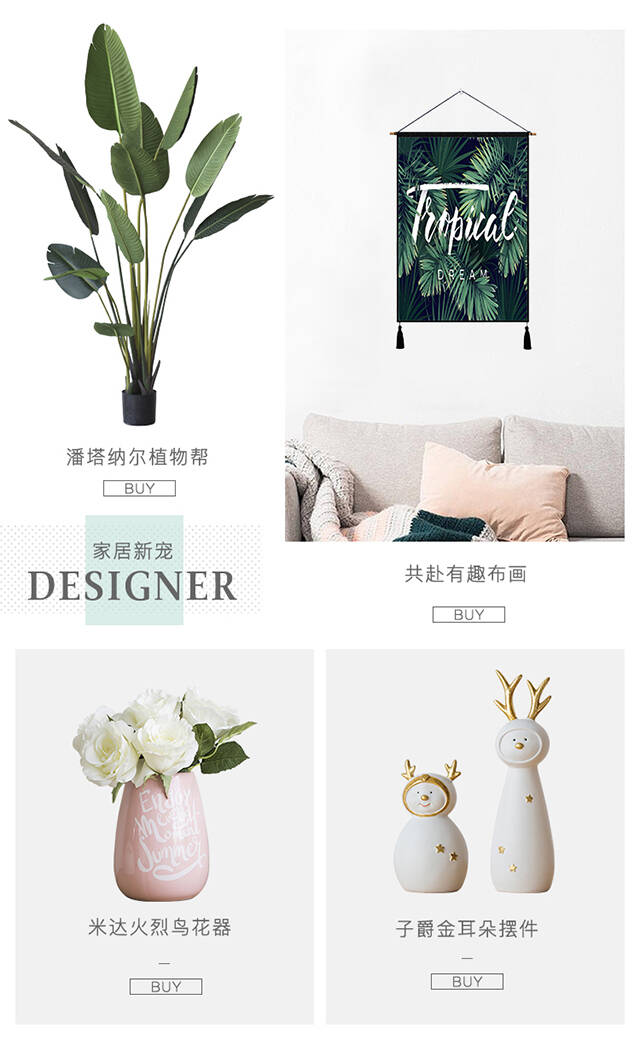 Tropical
DREAM
潘塔纳尔植物帮
BUY
家居新宠
DESIGNER
共赴有趣布画
BUY
Enjoy
Summer
米达火烈鸟花器
BUY
子爵金耳朵摆件
BUY